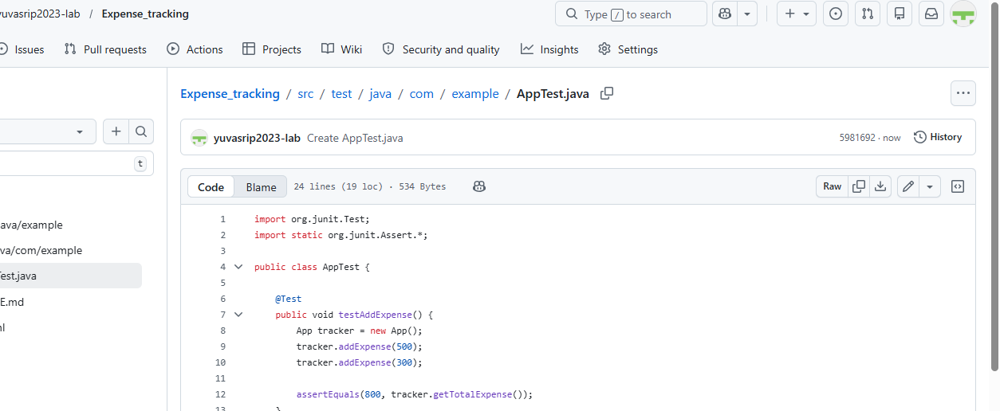 yuvasrip2023-lab / Expense_tracking
Type / to search
Issues Pull requests Actions Projects Wiki Security and quality Insights Settings
Expense_tracking / src / test / java / com / example / AppTest.java
yuvasrip2023-lab Create AppTest.java 5981692 · now History
t
Code Blame 24 lines (19 loc) · 534 Bytes Raw
ava/example
va/com/example
est.java
E.md
ml
1 import org.junit.Test;
2 import static org.junit.Assert.*;
3
4 public class AppTest {
5
6 @Test
7 public void testAddExpense() {
8 App tracker = new App();
9 tracker.addExpense(500);
10 tracker.addExpense(300);
11
12 assertEquals(800, tracker.getTotalExpense());
13 }